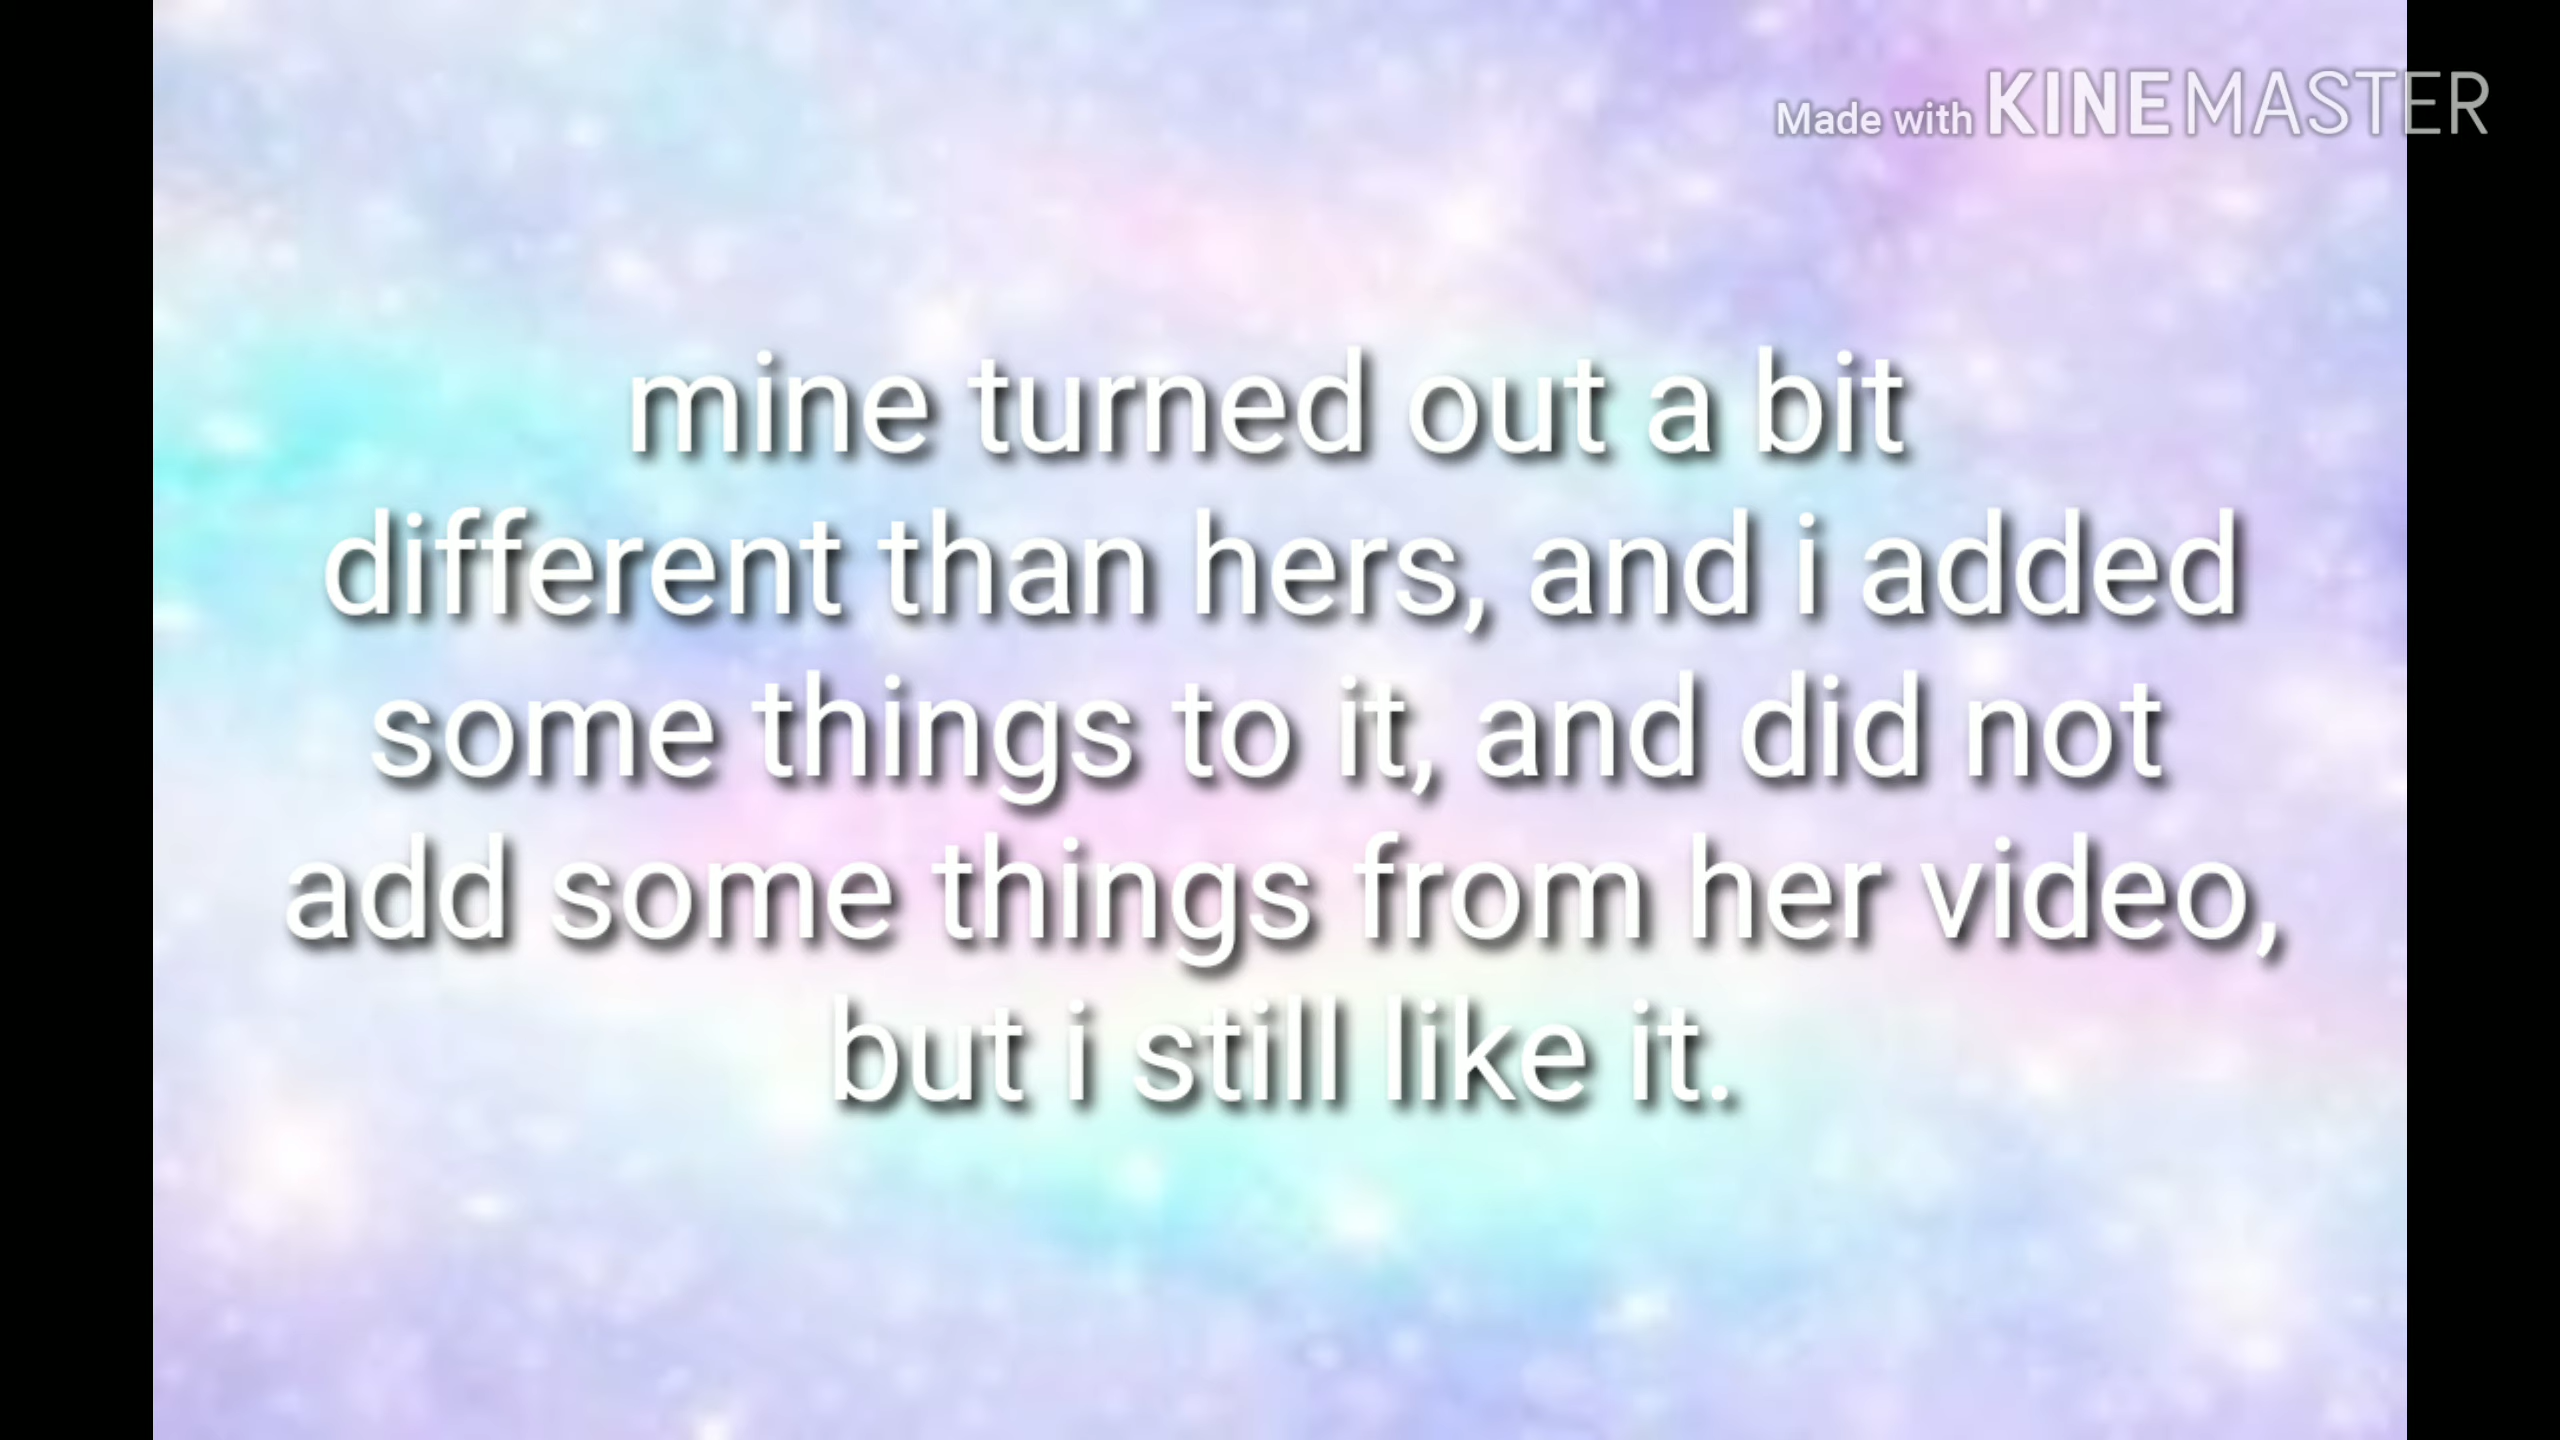 Made with KINEMASTER
mine turned out a bit
different than hers, and i added
some things to it, and did not
add some things from her video,
but i still like it.